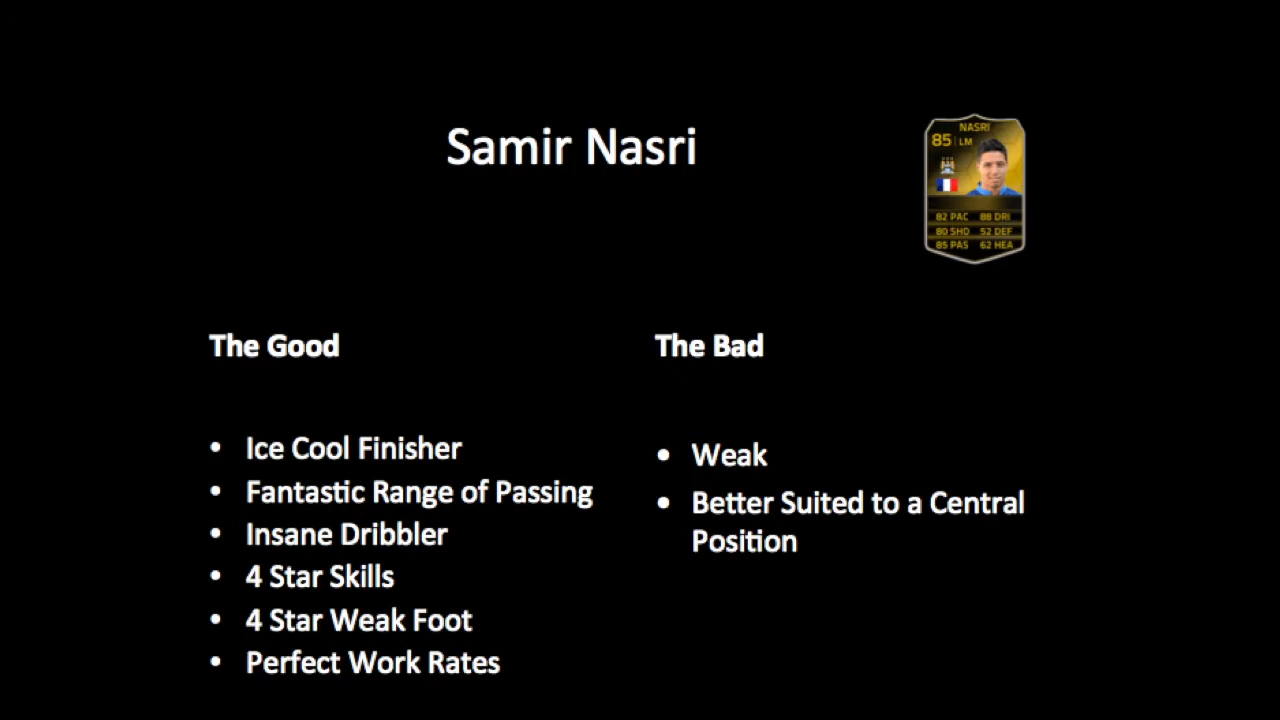 Samir Nasri
NASRI
85 LM
82 PAC 88 DRI
80 SHO 52 DEF
85 PAS 62 HEA
The Good
• Ice Cool Finisher
• Fantastic Range of Passing
• Insane Dribbler
• 4 Star Skills
• 4 Star Weak Foot
• Perfect Work Rates
The Bad
• Weak
• Better Suited to a Central
Position